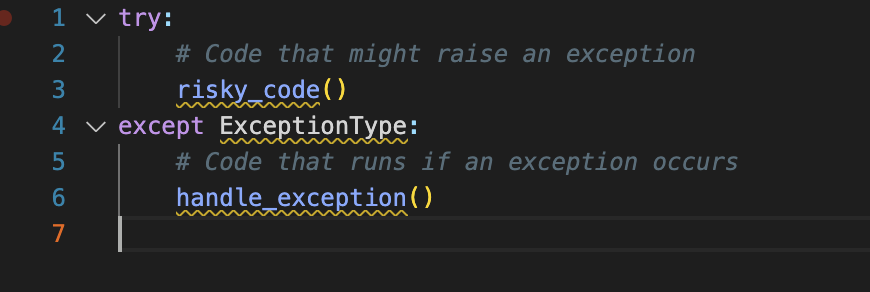 1 try:
2     # Code that might raise an exception
3     risky_code()
4 except ExceptionType:
5     # Code that runs if an exception occurs
6     handle_exception()
7